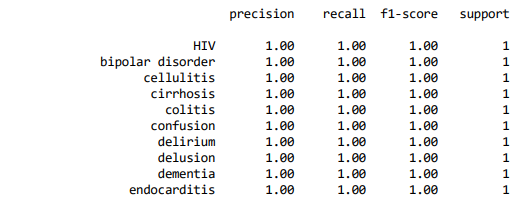 precision recall f1-score support
HIV 1.00 1.00 1.00 1
bipolar disorder 1.00 1.00 1.00 1
cellulitis 1.00 1.00 1.00 1
cirrhosis 1.00 1.00 1.00 1
colitis 1.00 1.00 1.00 1
confusion 1.00 1.00 1.00 1
delirium 1.00 1.00 1.00 1
delusion 1.00 1.00 1.00 1
dementia 1.00 1.00 1.00 1
endocarditis 1.00 1.00 1.00 1